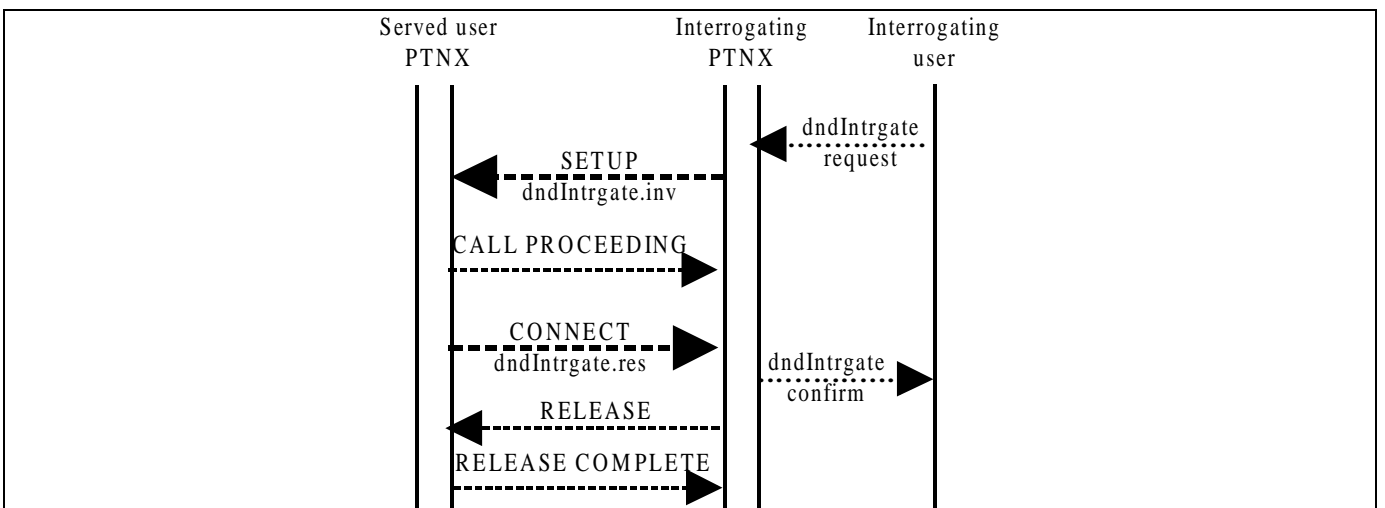 Served user Interrogating Interrogating
PTNX PTNX user
dndIntrgate
request
SETUP
dndIntrgate.inv
CALL PROCEEDING
CONNECT
dndIntrgate.res
dndIntrgate
confirm
RELEASE
RELEASE COMPLETE